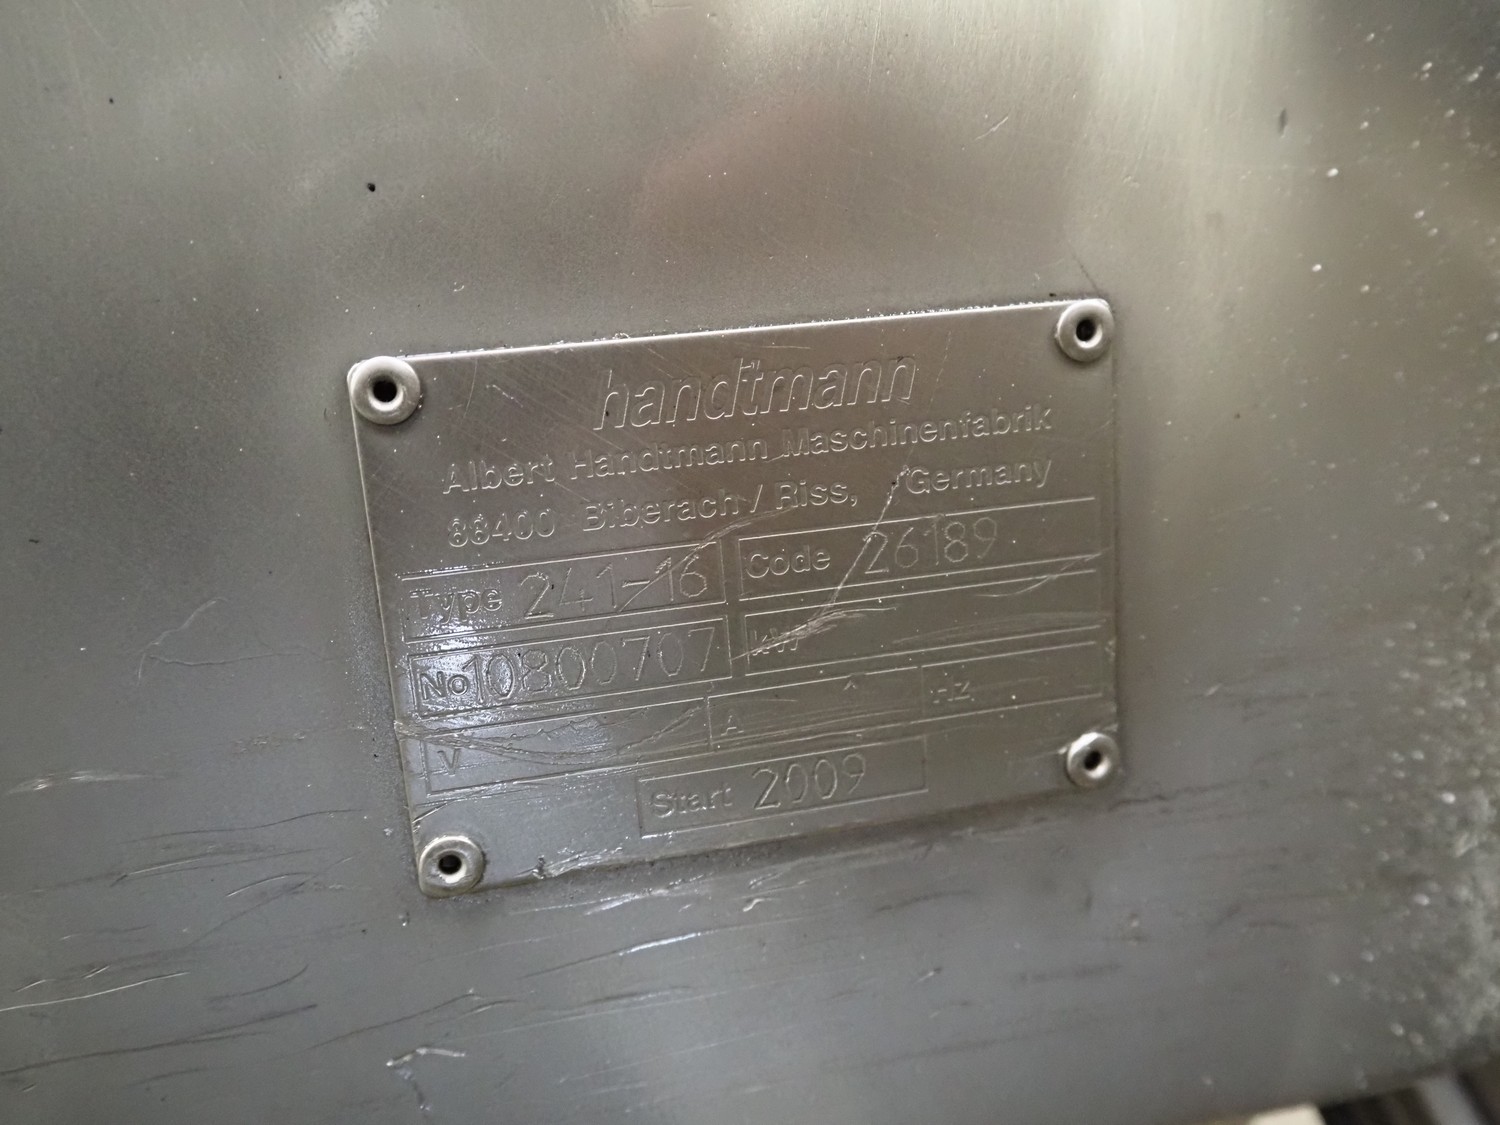 handtmann
Albert Handtmann Maschinenfabrik
88400 Biberach / Riss, Germany
Type 241-16 Code 26189
No 10800707 kW
V A Hz
Start 2009